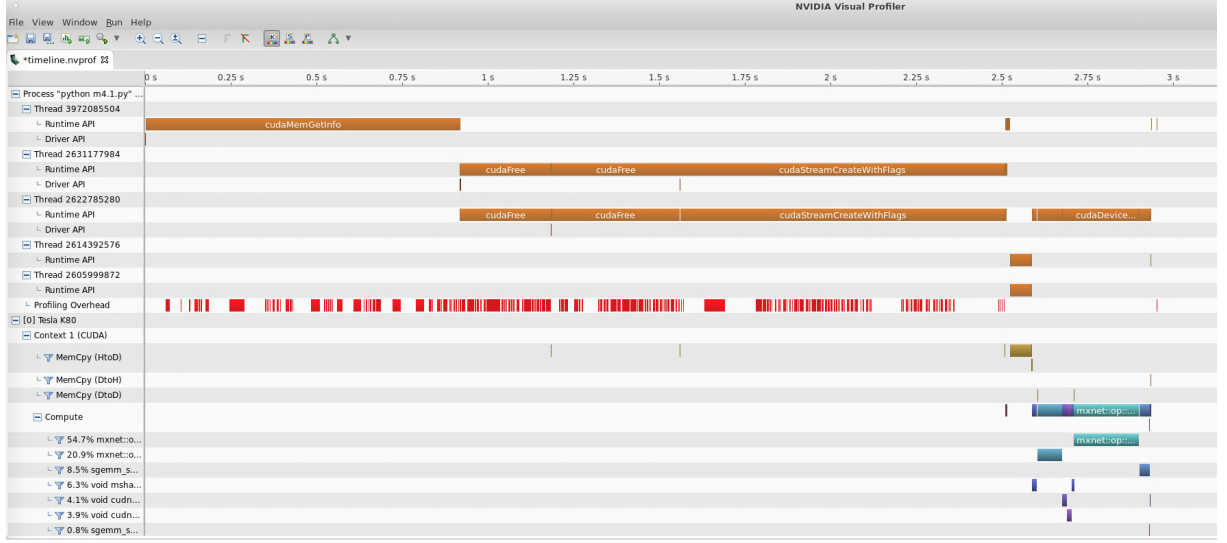 NVIDIA Visual Profiler
File View Window Run Help
*timeline.nvprof
0 s 0.25 s 0.5 s 0.75 s 1 s 1.25 s 1.5 s 1.75 s 2 s 2.25 s 2.5 s 2.75 s 3 s
Process "python m4.1.py" ...
Thread 3972085504
Runtime API cudaMemGetInfo
Driver API
Thread 2631177984
Runtime API cudaFree cudaFree cudaStreamCreateWithFlags
Driver API
Thread 2622785280
Runtime API cudaFree cudaFree cudaStreamCreateWithFlags cudaDevice...
Driver API
Thread 2614392576
Runtime API
Thread 2605999872
Runtime API
Profiling Overhead
[0] Tesla K80
Context 1 (CUDA)
MemCpy (HtoD)
MemCpy (DtoH)
MemCpy (DtoD)
Compute mxnet::op::...
54.7% mxnet::o... mxnet::op::...
20.9% mxnet::o...
8.5% sgemm_s...
6.3% void msha...
4.1% void cudn...
3.9% void cudn...
0.8% sgemm_s...